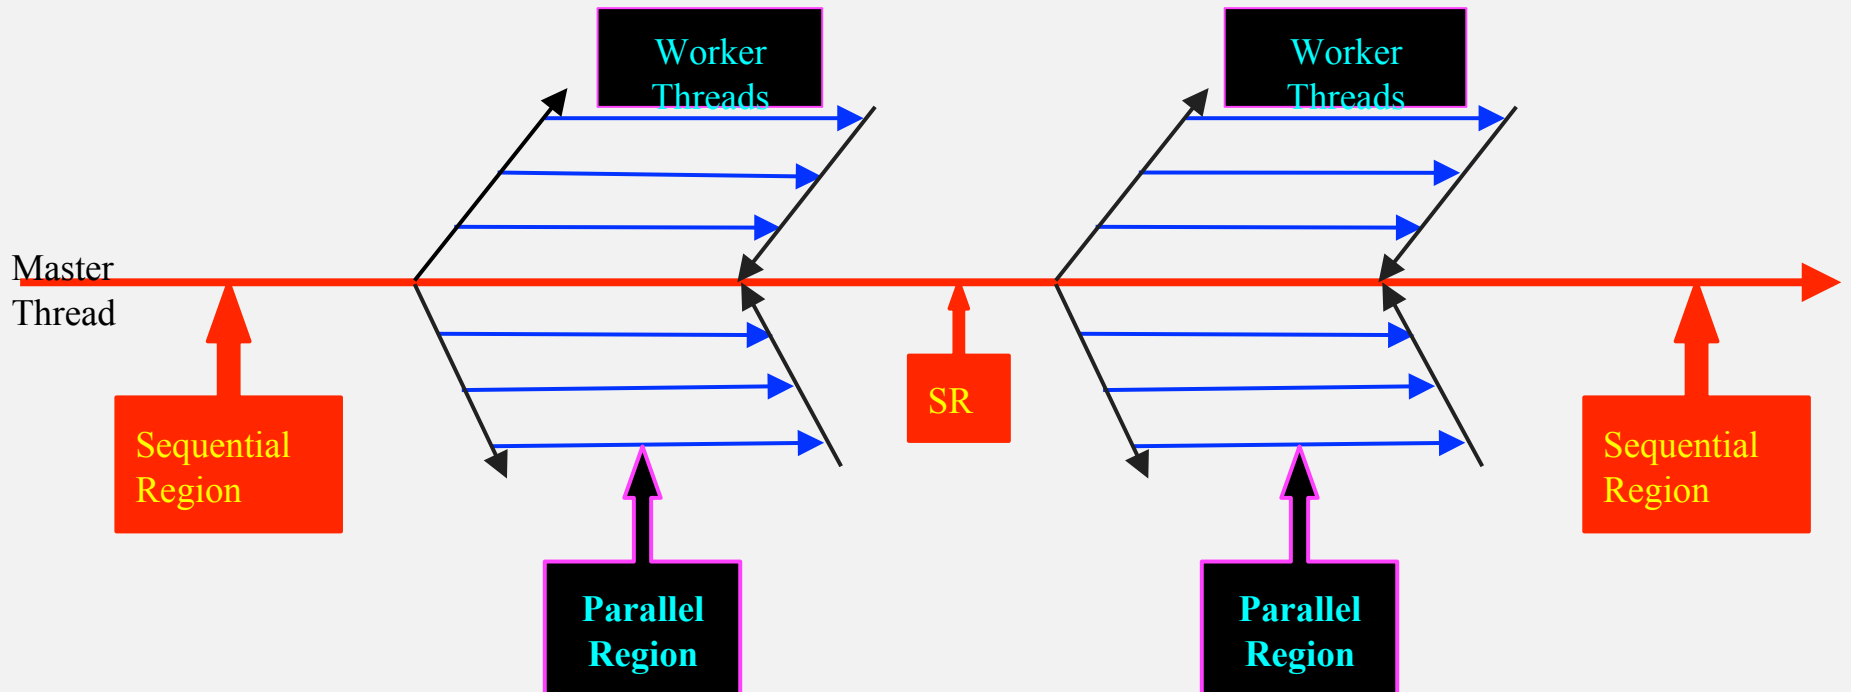 Worker
Threads
Worker
Threads
Master
Thread
SR
Sequential
Region
Sequential
Region
Parallel
Region
Parallel
Region